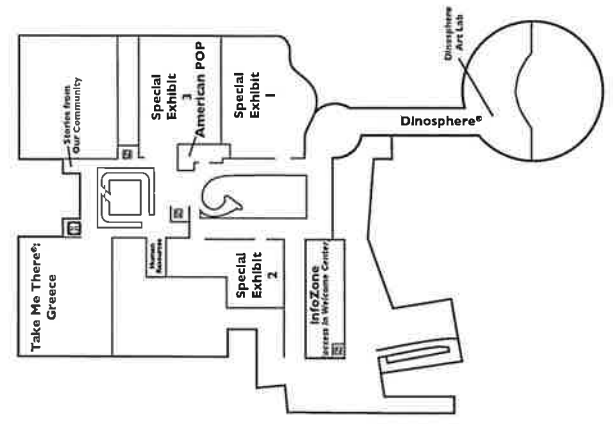 Stories from
Our Community
Special
Exhibit
3
American POP
Special
Exhibit
1
Dinosphere
Art Lab
Dinosphere®
Take Me There®:
Greece
Human
Resources
Special
Exhibit
2
InfoZone
(access in Welcome Center)